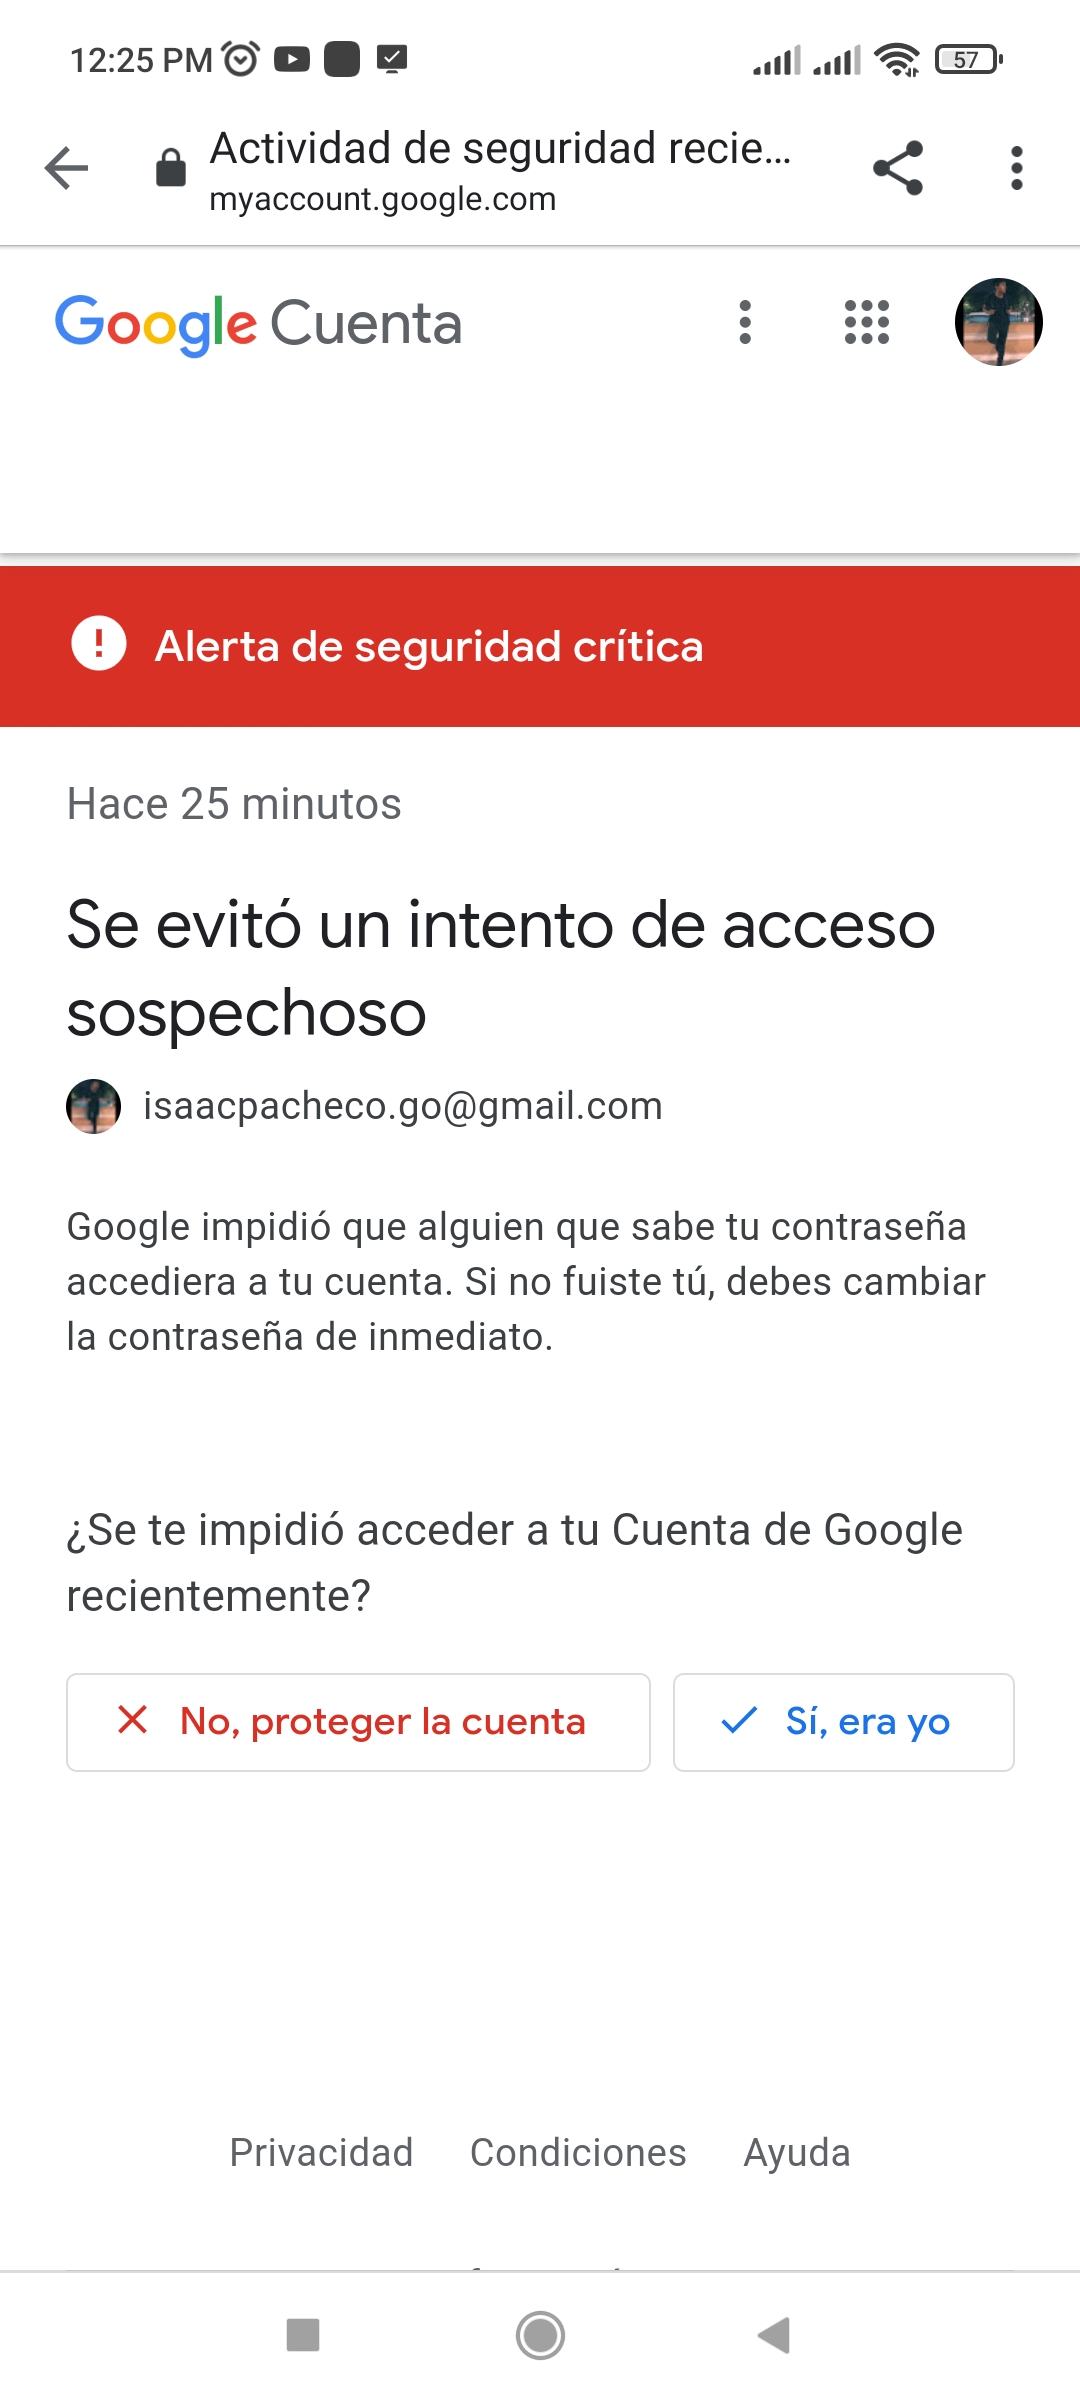 12:25 PM
57
Actividad de seguridad recie...
myaccount.google.com
Google Cuenta
Alerta de seguridad crítica
Hace 25 minutos
Se evitó un intento de acceso
sospechoso
isaacpacheco.go@gmail.com
Google impidió que alguien que sabe tu contraseña
accediera a tu cuenta. Si no fuiste tú, debes cambiar
la contraseña de inmediato.
¿Se te impidió acceder a tu Cuenta de Google
recientemente?
No, proteger la cuenta
Sí, era yo
Privacidad Condiciones Ayuda